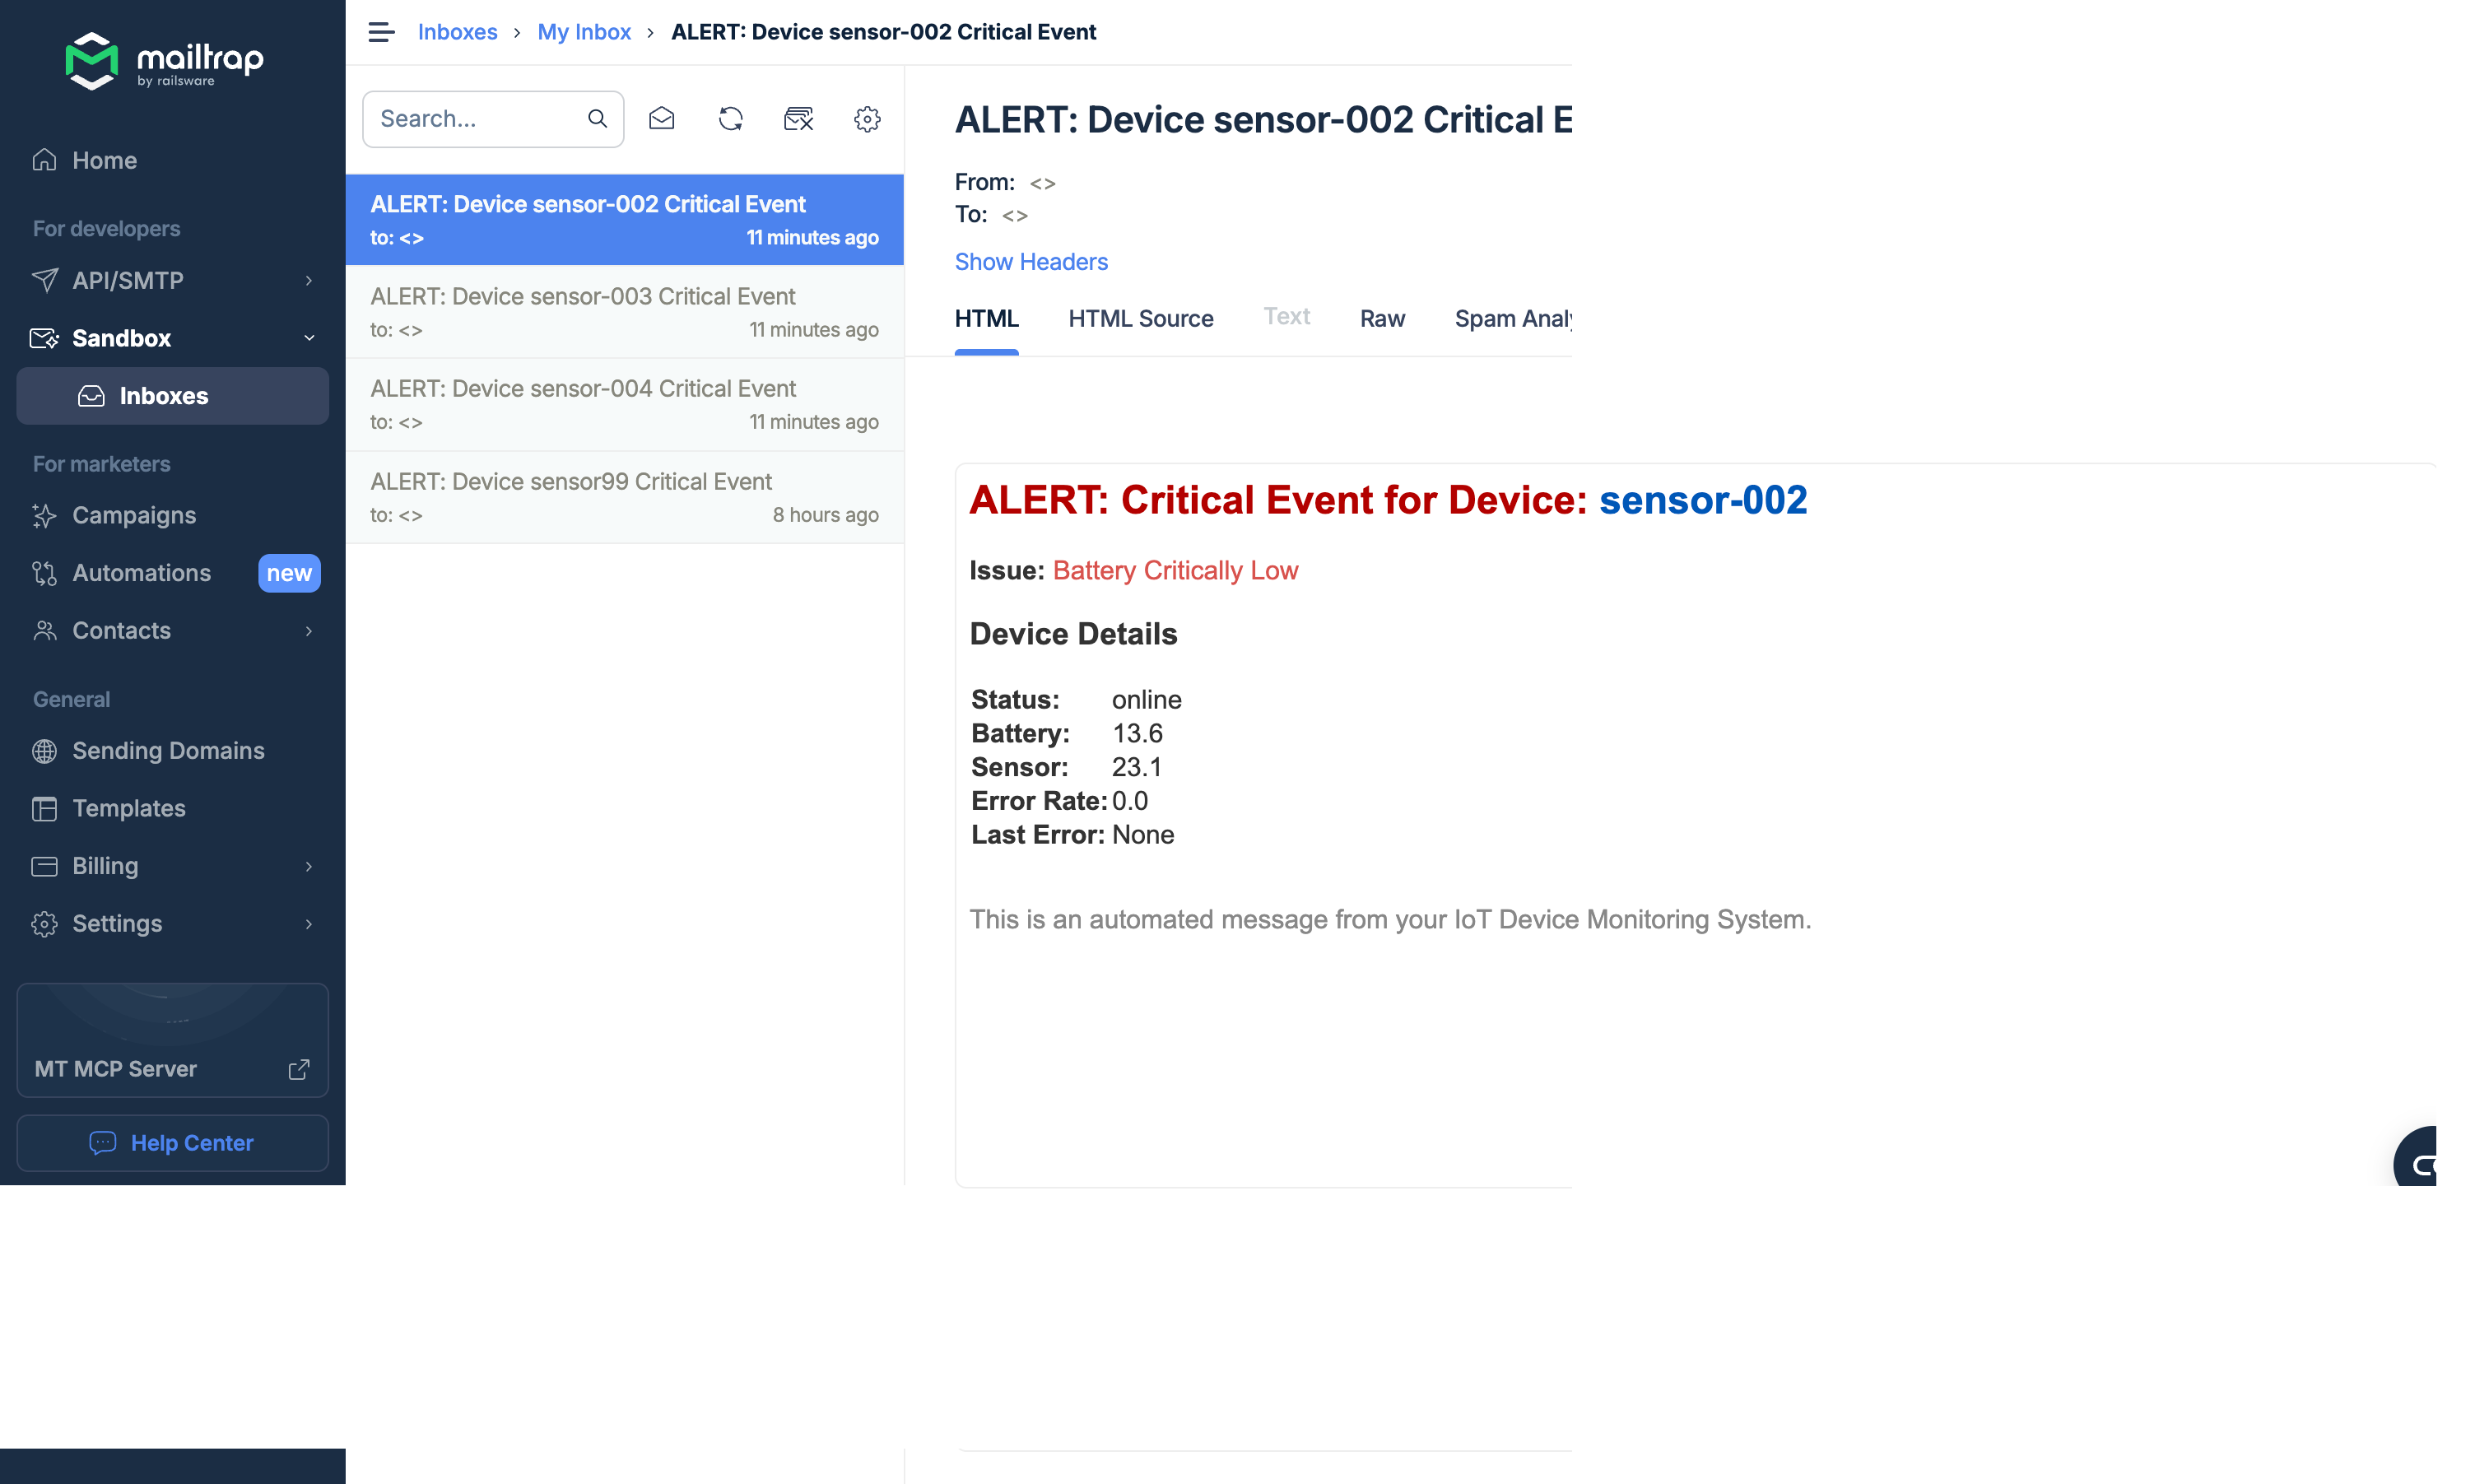 mailtrap
by railsware
Home
For developers
API/SMTP
Sandbox
Inboxes
For marketers
Campaigns
Automations new
Contacts
General
Sending Domains
Templates
Billing
Settings
MT MCP Server
Help Center
Inboxes › My Inbox › ALERT: Device sensor-002 Critical Event
Search...
ALERT: Device sensor-002 Critical Event
to: <> 11 minutes ago
ALERT: Device sensor-003 Critical Event
to: <> 11 minutes ago
ALERT: Device sensor-004 Critical Event
to: <> 11 minutes ago
ALERT: Device sensor99 Critical Event
to: <> 8 hours ago
ALERT: Device sensor-002 Critical E
From: <>
To: <>
Show Headers
HTML HTML Source Text Raw Spam Analy
ALERT: Critical Event for Device: sensor-002
Issue: Battery Critically Low
Device Details
Status: online
Battery: 13.6
Sensor: 23.1
Error Rate: 0.0
Last Error: None
This is an automated message from your IoT Device Monitoring System.